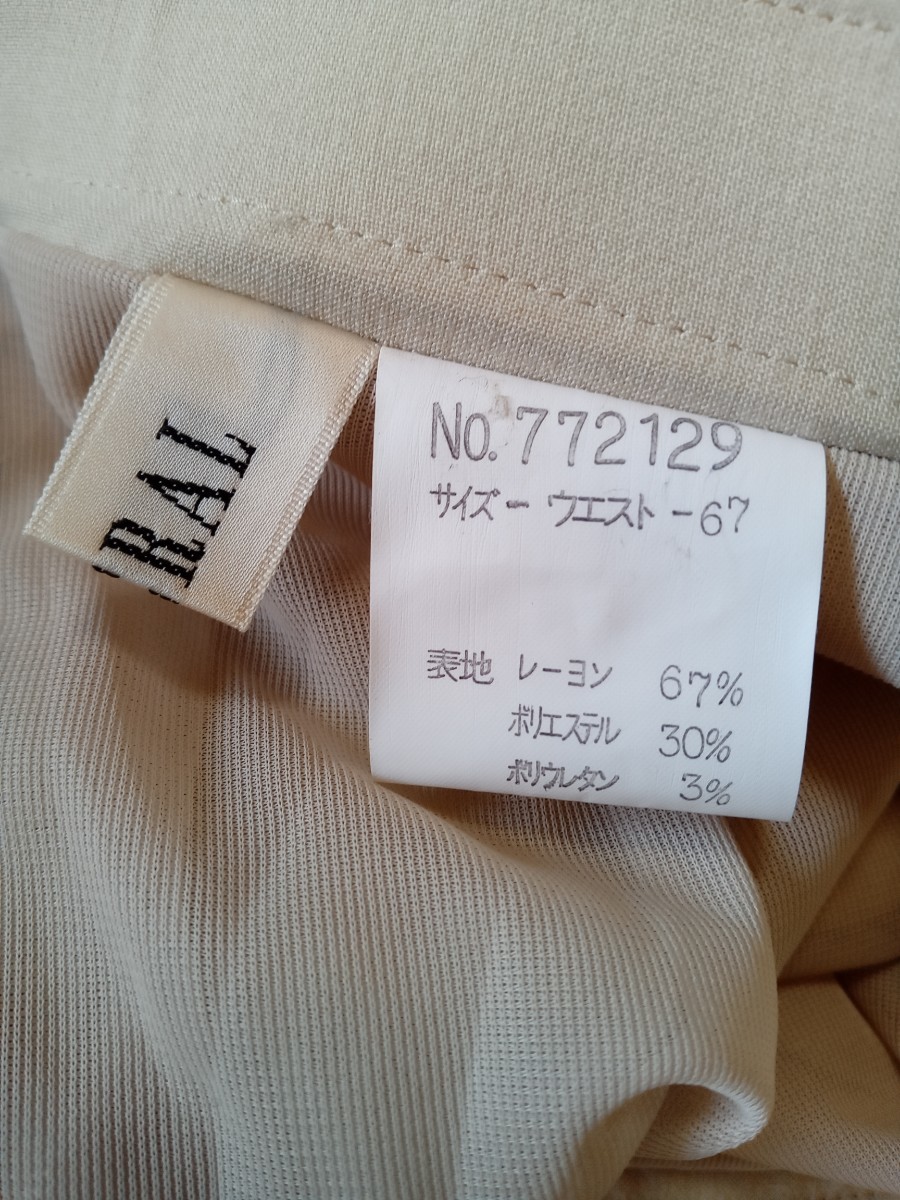 RAL
No.772129
サイズ － ウエスト －67
表地 レーヨン 67%
ポリエステル 30%
ポリウレタン 3%